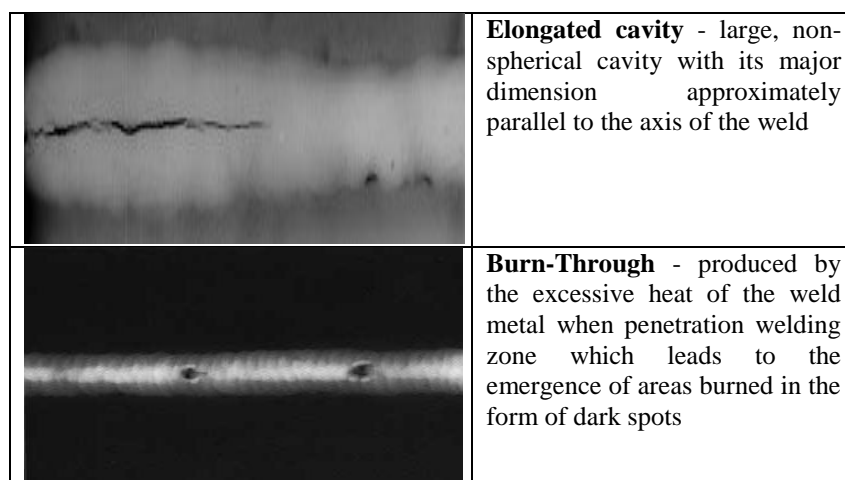 Elongated cavity - large, non-
spherical cavity with its major
dimension approximately
parallel to the axis of the weld
Burn-Through - produced by
the excessive heat of the weld
metal when penetration welding
zone which leads to the
emergence of areas burned in the
form of dark spots